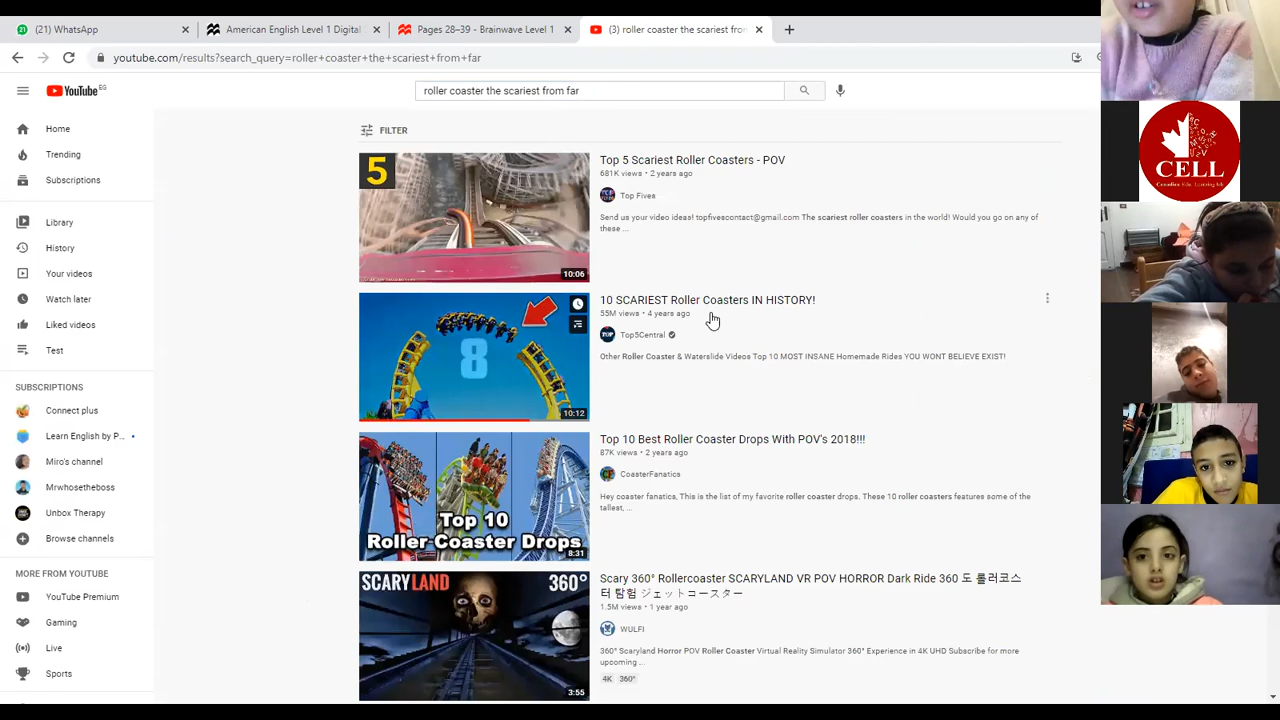 (21) WhatsApp
American English Level 1 Digital
Pages 28–39 - Brainwave Level 1
(3) roller coaster the scariest from
youtube.com/results?search_query=roller+coaster+the+scariest+from+far
YouTube EG
roller coaster the scariest from far
Home
Trending
Subscriptions
Library
History
Your videos
Watch later
Liked videos
Test
SUBSCRIPTIONS
Connect plus
Learn English by P...
Miro's channel
Mrwhosetheboss
Unbox Therapy
Browse channels
MORE FROM YOUTUBE
YouTube Premium
Gaming
Live
Sports
FILTER
5
10:06
Top 5 Scariest Roller Coasters - POV
681K views • 2 years ago
Top Fives
Send us your video ideas! topfivescontact@gmail.com The scariest roller coasters in the world! Would you go on any of
these ...
8
10:12
10 SCARIEST Roller Coasters IN HISTORY!
55M views • 4 years ago
TOP
Top5Central
Other Roller Coaster & Waterslide Videos Top 10 MOST INSANE Homemade Rides YOU WONT BELIEVE EXIST!
Top 10
Roller Coaster Drops
8:31
Top 10 Best Roller Coaster Drops With POV's 2018!!!
87K views • 2 years ago
CoasterFanatics
Hey coaster fanatics, This is the list of my favorite roller coaster drops. These 10 roller coasters features some of the
tallest, ...
SCARYLAND 360°
3:55
Scary 360° Rollercoaster SCARYLAND VR POV HORROR Dark Ride 360 도 롤러코스
터 탐험 ジェットコースター
1.5M views • 1 year ago
WULFI
360° Scaryland Horror POV Roller Coaster Virtual Reality Simulator 360° Experience in 4K UHD Subscribe for more
upcoming ...
4K 360°
CELL
Canadian Kids, Learning lab